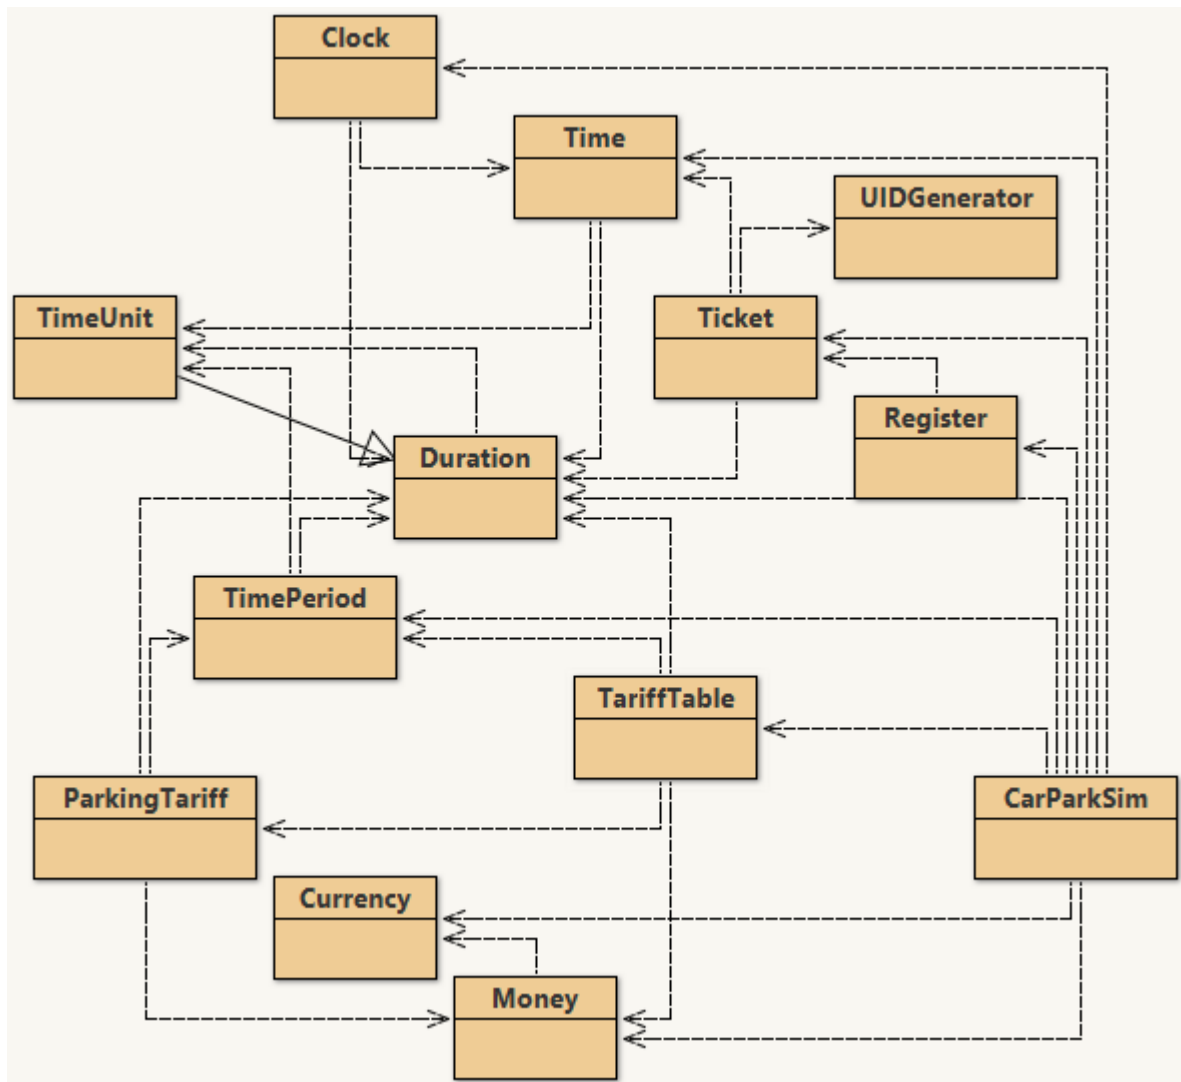 Clock
Time
UIDGenerator
TimeUnit
Ticket
Register
Duration
TimePeriod
TariffTable
ParkingTariff
CarParkSim
Currency
Money